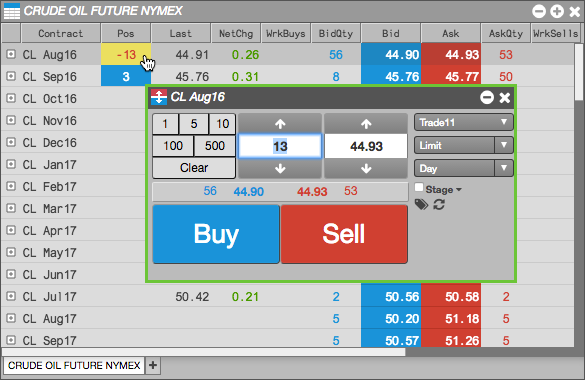 CRUDE OIL FUTURE NYMEX
Contract Pos Last NetChg WrkBuys BidQty Bid Ask AskQty WrkSells
CL Aug16 -13 44.91 0.26 56 44.90 44.93 53
CL Sep16 3 45.76 0.31 8 45.76 45.77 50
CL Oct16
CL Nov16
CL Dec16
CL Jan17
CL Feb17
CL Mar17
CL Apr17
CL May17
CL Jun17
CL Jul17 50.42 0.21 2 50.56 50.58 2
CL Aug17 5 50.20 51.18 5
CL Sep17 5 50.57 51.26 5
CL Aug16
1 5 10
100 500
Clear
13 44.93
Trade11
Limit
Day
Stage
56 44.90 44.93 53
Buy Sell
CRUDE OIL FUTURE NYMEX +